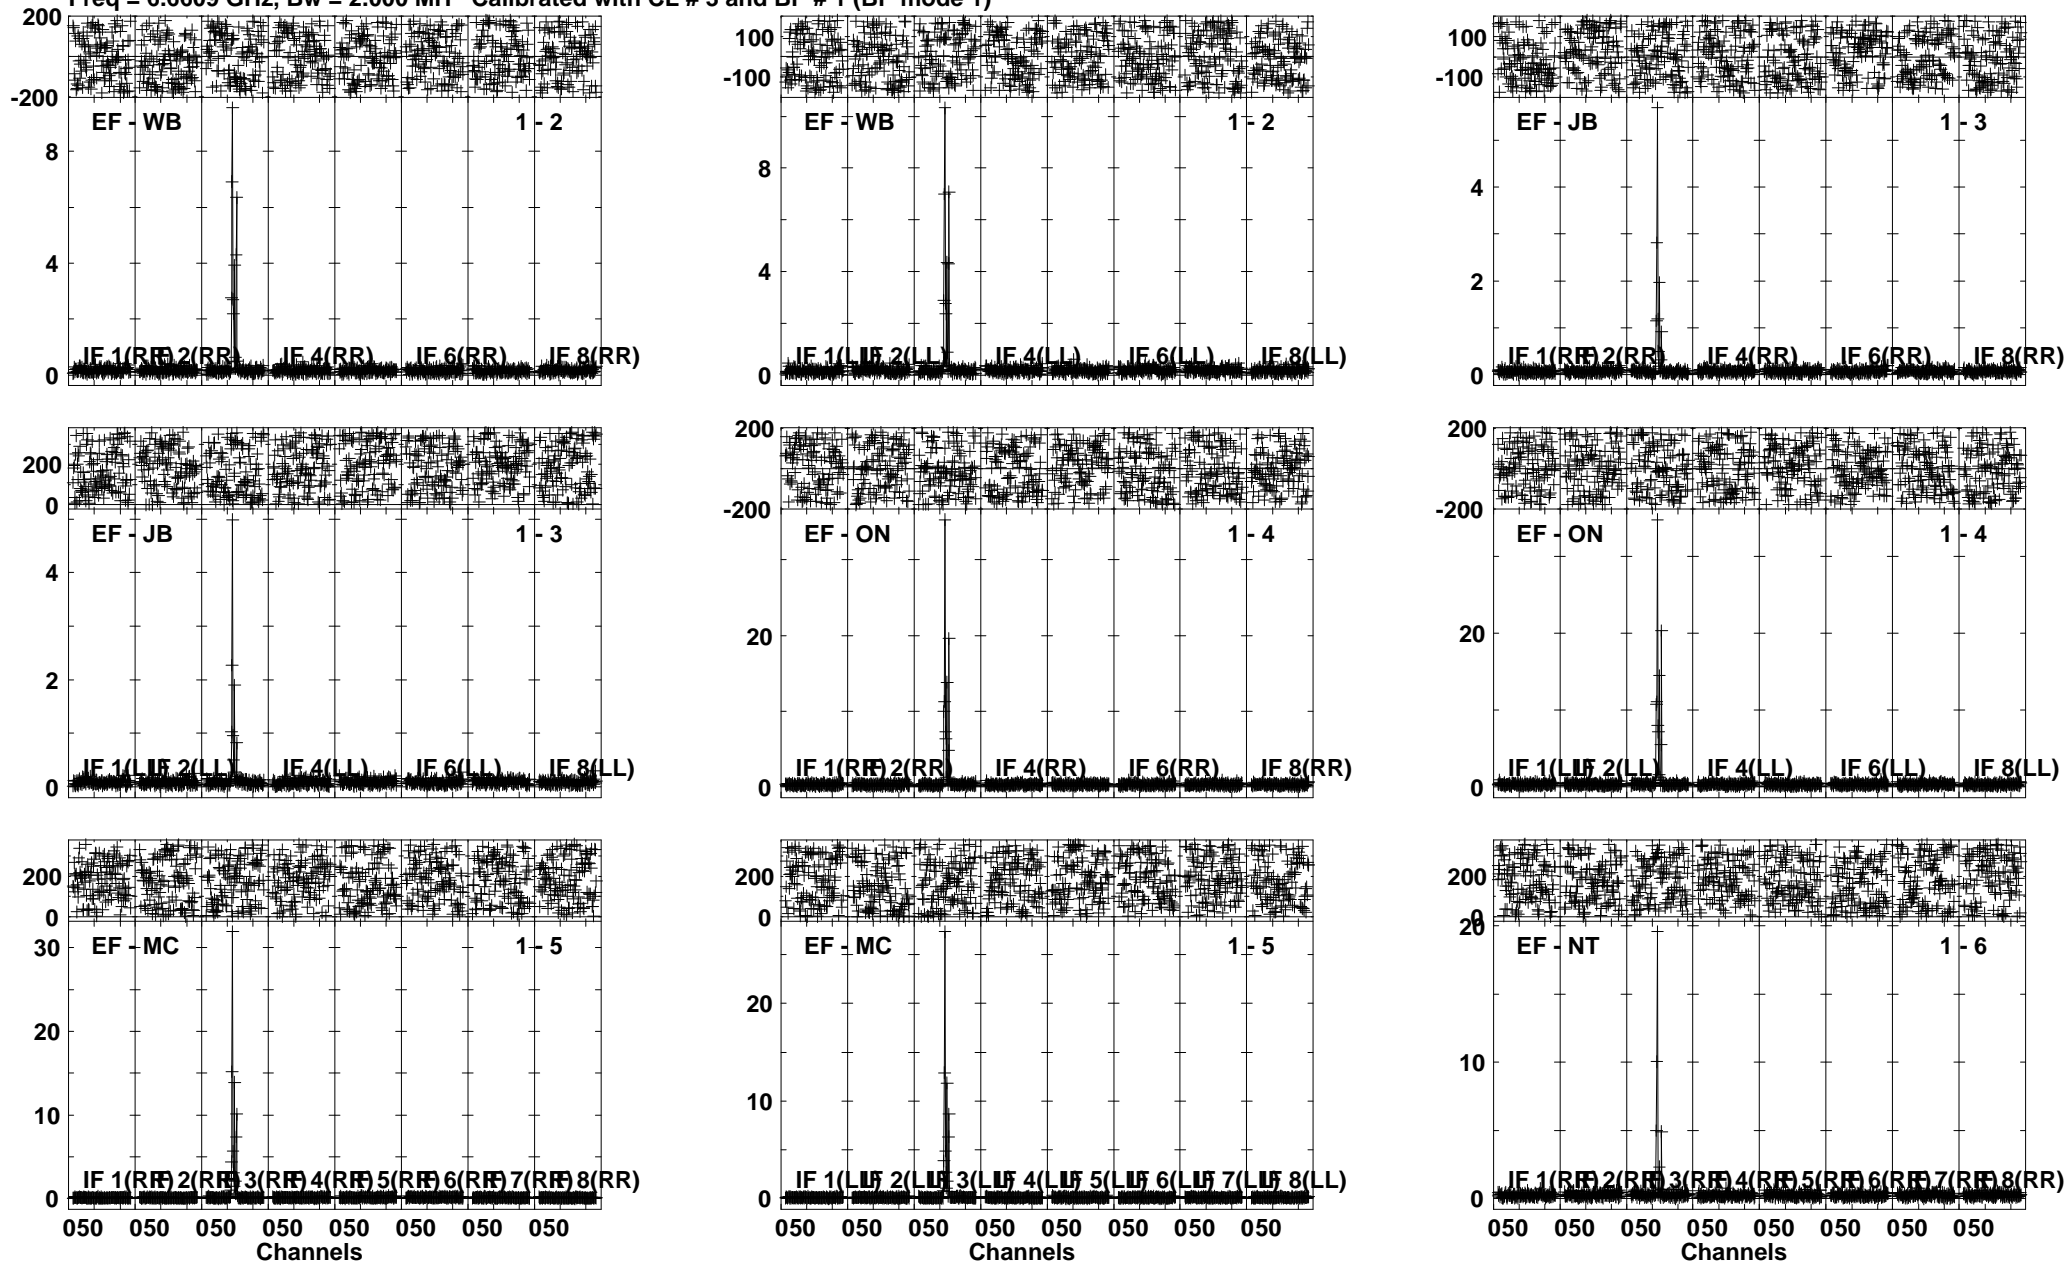 Freq = 6.6609 GHz, Bw = 2.000 MH Calibrated with CL # 3 and BP # 1 (BP mode 1)
200
-200
EF - WB 1 - 2
8
4
0
IF 1(RR) IF 2(RR) IF 4(RR) IF 6(RR) IF 8(RR)
100
-100
EF - WB 1 - 2
8
4
0
IF 1(LL) IF 2(LL) IF 4(LL) IF 6(LL) IF 8(LL)
100
-100
EF - JB 1 - 3
4
2
0
IF 1(RR) IF 2(RR) IF 4(RR) IF 6(RR) IF 8(RR)
200
0
EF - JB 1 - 3
4
2
0
IF 1(LL) IF 2(LL) IF 4(LL) IF 6(LL) IF 8(LL)
200
-200
EF - ON 1 - 4
20
0
IF 1(RR) IF 2(RR) IF 4(RR) IF 6(RR) IF 8(RR)
200
-200
EF - ON 1 - 4
20
0
IF 1(LL) IF 2(LL) IF 4(LL) IF 6(LL) IF 8(LL)
200
0
EF - MC 1 - 5
30
20
10
0
IF 1(RR) IF 2(RR) IF 3(RR) IF 4(RR) IF 5(RR) IF 6(RR) IF 7(RR) IF 8(RR)
050 050 050 050 050 050 050 050
Channels
200
0
EF - MC 1 - 5
20
10
0
IF 1(LL) IF 2(LL) IF 3(LL) IF 4(LL) IF 5(LL) IF 6(LL) IF 7(LL) IF 8(LL)
050 050 050 050 050 050 050 050
Channels
200
0
20
EF - NT 1 - 6
10
0
IF 1(RR) IF 2(RR) IF 3(RR) IF 4(RR) IF 5(RR) IF 6(RR) IF 7(RR) IF 8(RR)
050 050 050 050 050 050 050 050
Channels